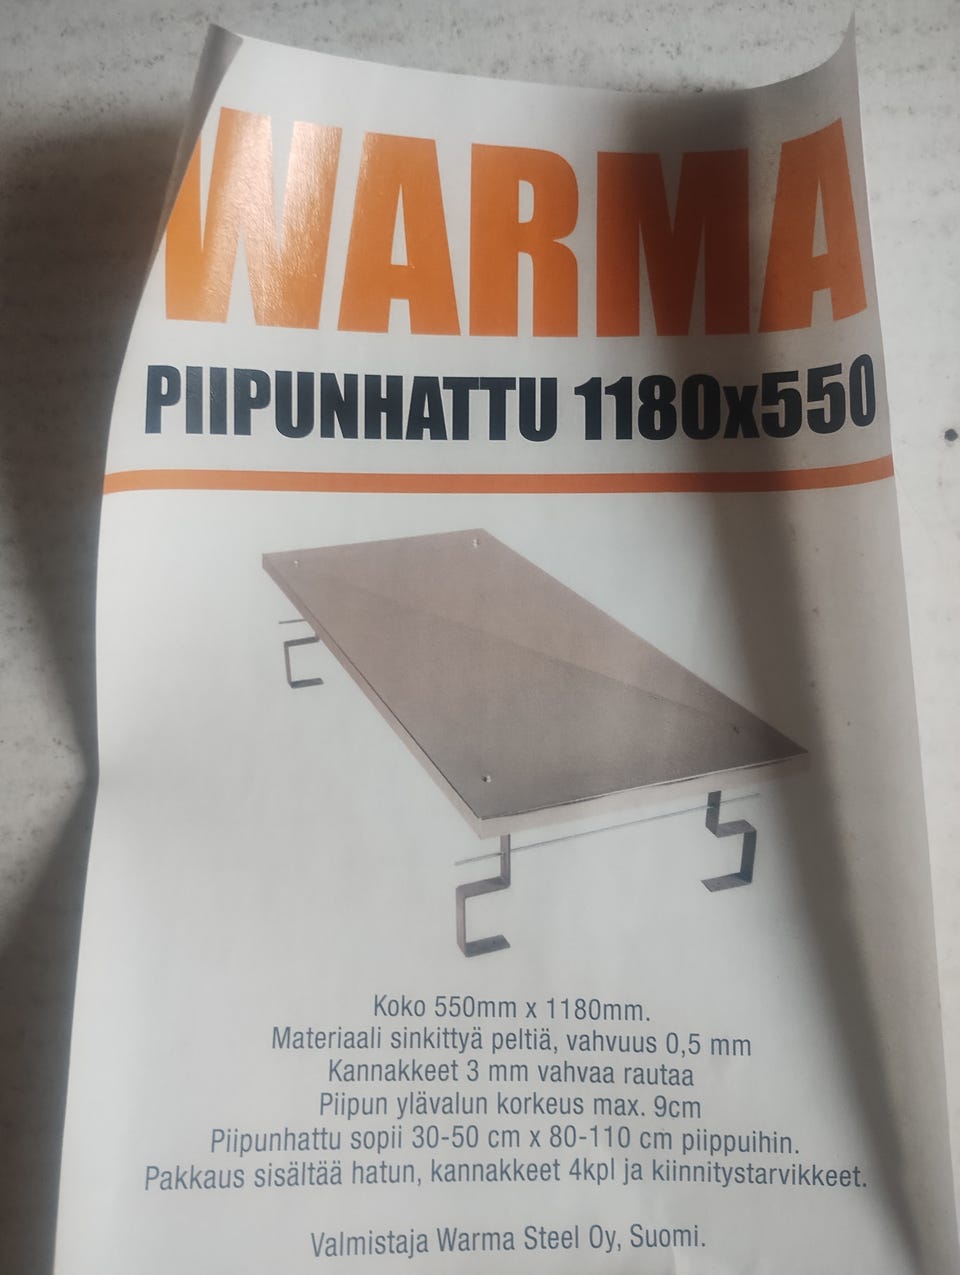 WARMA
PIIPUNHATTU 1180x550
Koko 550mm x 1180mm.
Materiaali sinkittyä peltiä, vahvuus 0,5 mm
Kannakkeet 3 mm vahvaa rautaa
Piipun ylävalun korkeus max. 9cm
Piipunhattu sopii 30-50 cm x 80-110 cm piippuihin.
Pakkaus sisältää hatun, kannakkeet 4kpl ja kiinnitystarvikkeet.
Valmistaja Warma Steel Oy, Suomi.